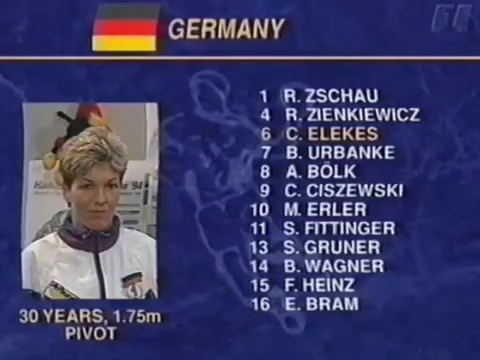 GERMANY
1 R. ZSCHAU
4 R. ZIENKIEWICZ
6 C. ELEKES
7 B. URBANKE
8 A. BÖLK
9 C. CISZEWSKI
10 M. ERLER
11 S. FITTINGER
13 S. GRUNER
14 B. WAGNER
15 F. HEINZ
16 E. BRAM
30 YEARS, 1.75m
PIVOT